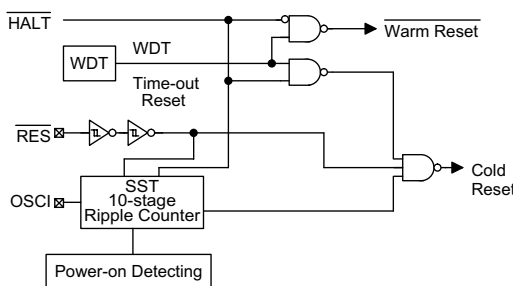 HALT
WDT
WDT
Time-out
Reset
Warm Reset
RES
OSCI
SST
10-stage
Ripple Counter
Cold
Reset
Power-on Detecting